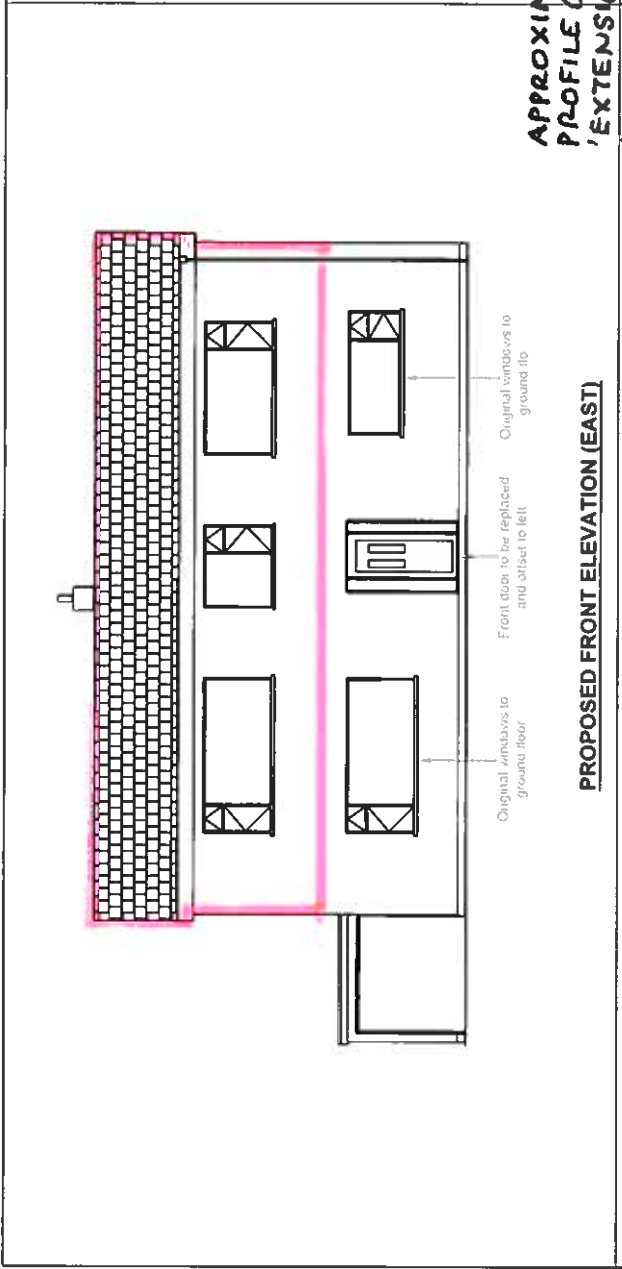 APPROXIM
PROFILE
'EXTENSI
Original windows to
ground floor
Front door to be replaced
and offset to left
Original windows to
ground flo
PROPOSED FRONT ELEVATION (EAST)